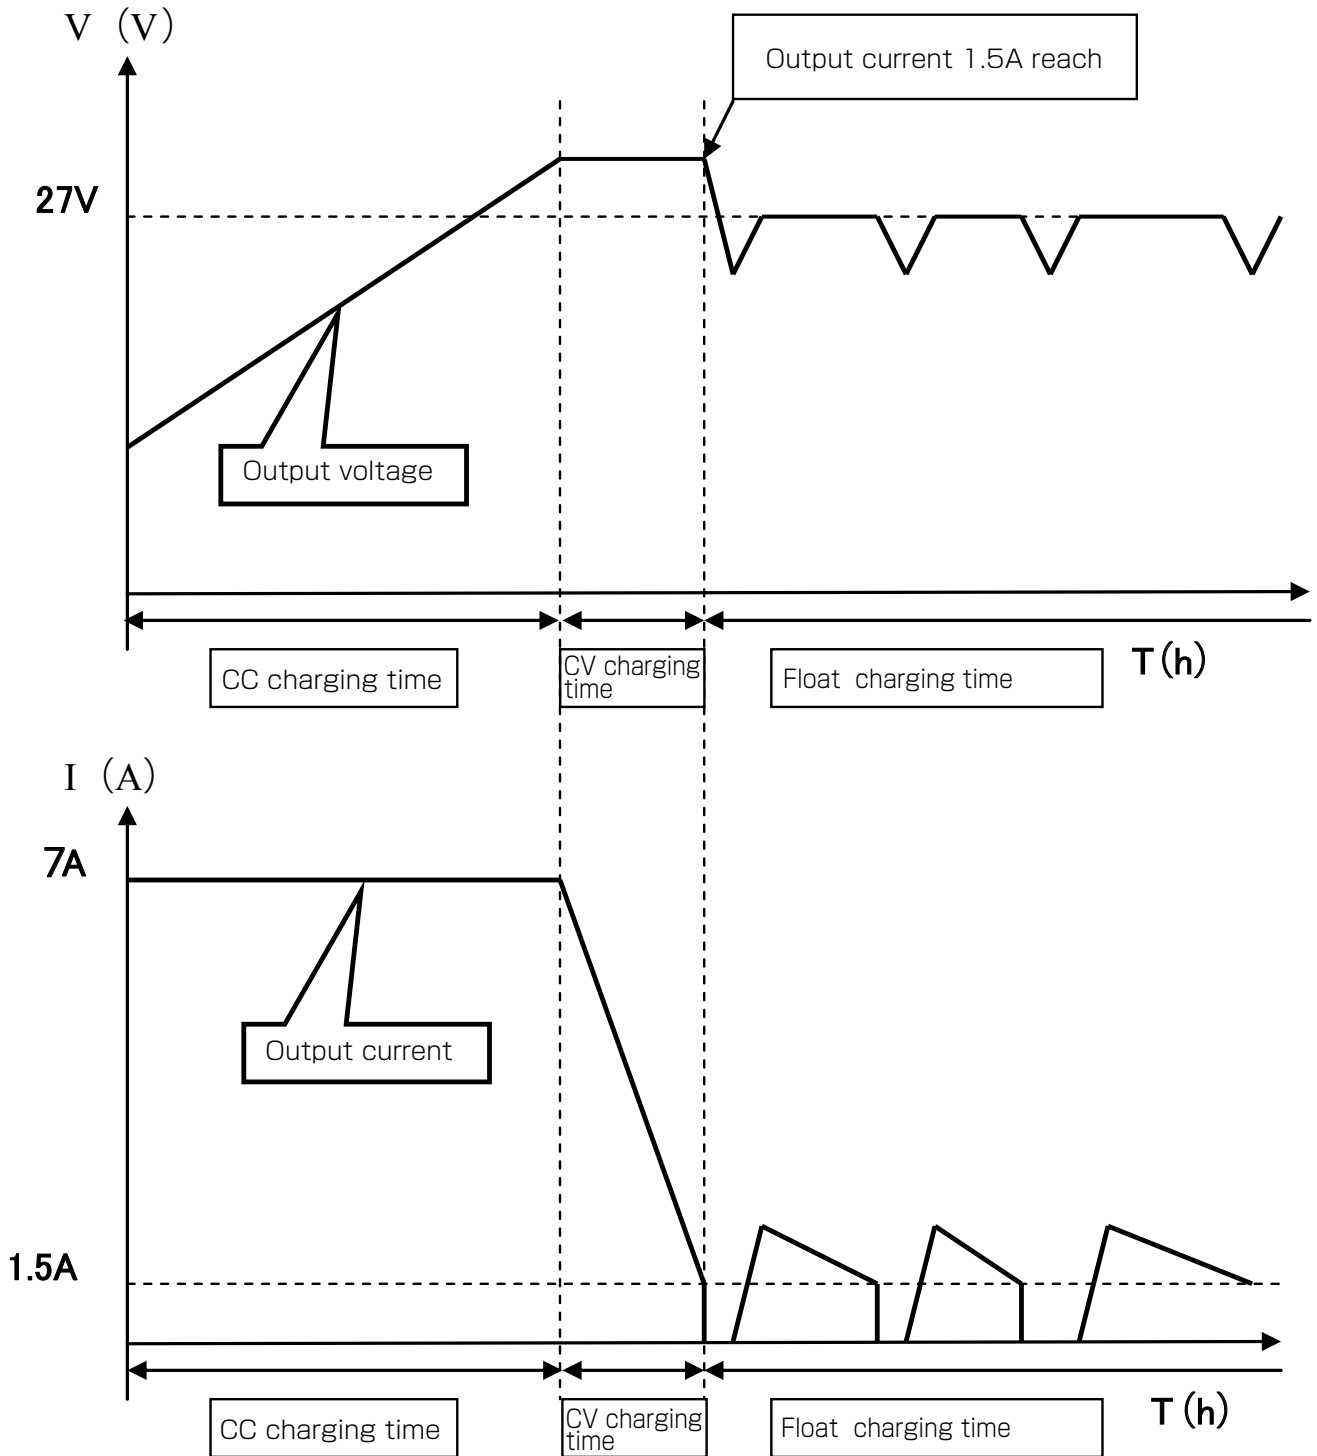 V (V)
Output current 1.5A reach
27V
Output voltage
T(h)
CC charging time
CV charging
time
Float charging time
I (A)
7A
Output current
1.5A
T(h)
CC charging time
CV charging
time
Float charging time